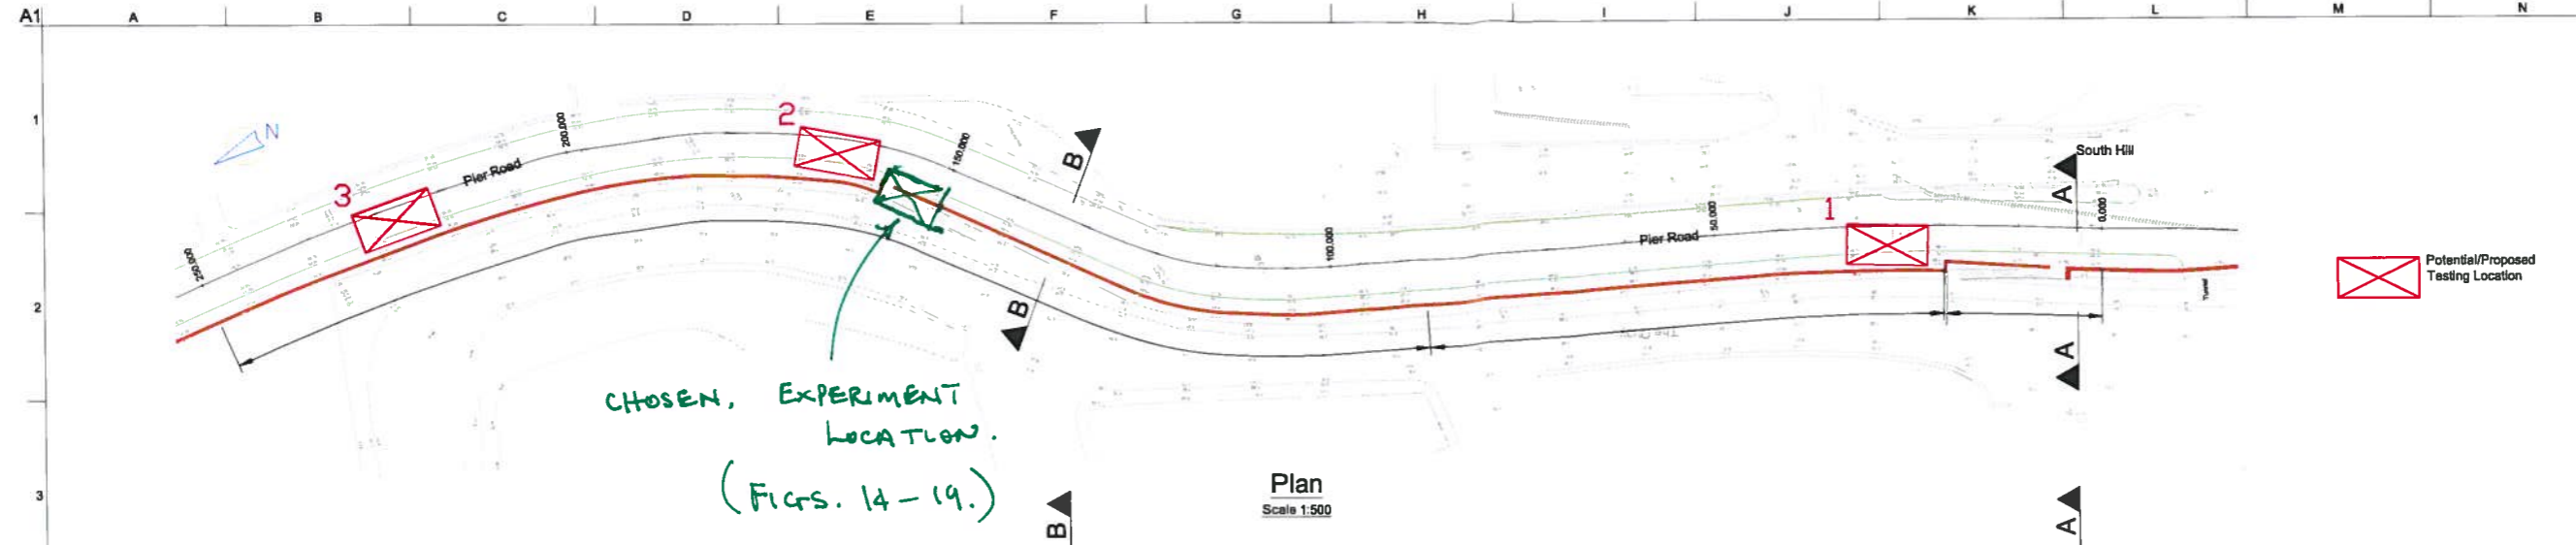 A1
A B C D E F G H I J K L M N
1
2
3
N
3
2
1
250.000
Pier Road
200.000
150.000
B
B
100.000
Pier Road
50.000
South Hill
A
0.000
Tunnel
A
Potential/Proposed
Testing Location
CHOSEN, EXPERIMENT
LOCATION.
(FIGS. 14-19.)
Plan
Scale 1:500
B
A